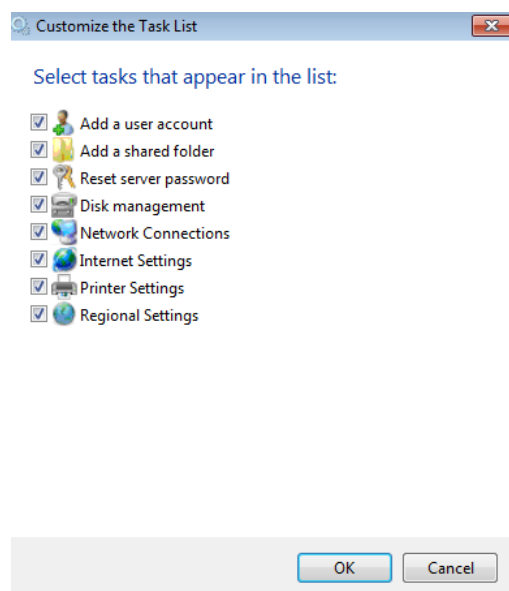 Customize the Task List
Select tasks that appear in the list:
Add a user account
Add a shared folder
Reset server password
Disk management
Network Connections
Internet Settings
Printer Settings
Regional Settings
OK Cancel